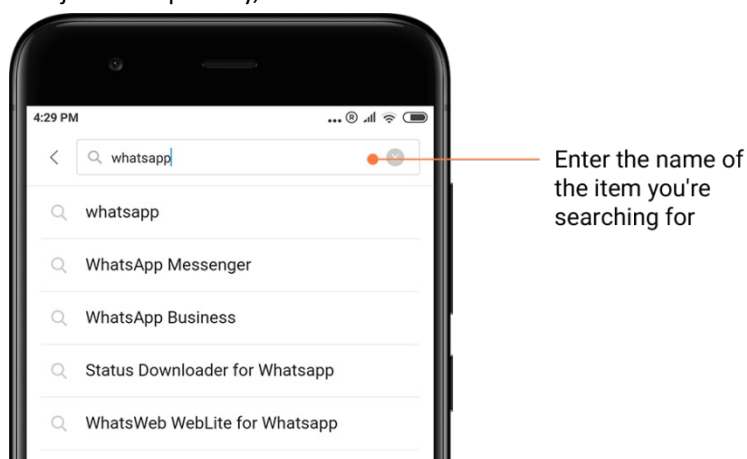 4:29 PM
whatsapp
whatsapp
WhatsApp Messenger
WhatsApp Business
Status Downloader for Whatsapp
WhatsWeb WebLite for Whatsapp
Enter the name of
the item you're
searching for